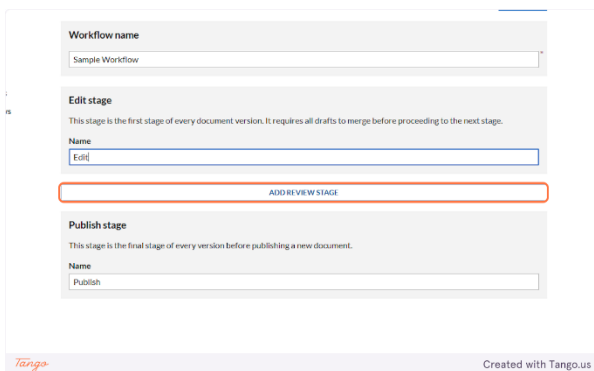 Workflow name
Sample Workflow
Edit stage
This stage is the first stage of every document version. It requires all drafts to merge before proceeding to the next stage.
Name
Edit
ADD REVIEW STAGE
Publish stage
This stage is the final stage of every version before publishing a new document.
Name
Publish
Tango
Created with Tango.us